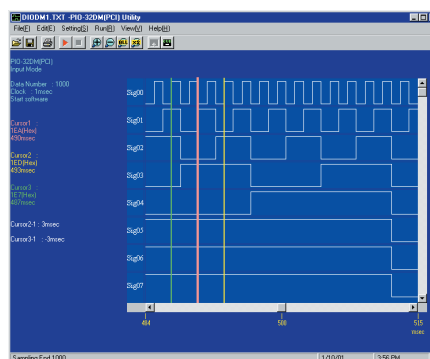 DIODM1.TXT -PIO-32DM(PCI) Utility
File(F) Edit(E) Setting(S) Run(R) View(V) Help(H)
PIO-32DM(PCI)
Input Mode
Data Number : 1000
Clock : 1msec
Start software
Cursor1 :
1EA(Hex)
490msec
Cursor2 :
1ED(Hex)
493msec
Cursor3
1E7(Hex)
487msec
Cursor2-1 : 3msec
Cursor3-1 : -3msec
Sig00
Sig01
Sig02
Sig03
Sig04
Sig05
Sig06
Sig07
484 500 515
msec
Sampling End 1000 1/10/01 3:56 PM